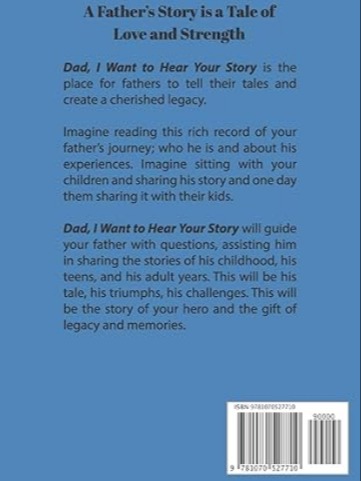 A Father's Story is a Tale of
Love and Strength
Dad, I Want to Hear Your Story is the
place for fathers to tell their tales and
create a cherished legacy.
Imagine reading this rich record of your
father's journey; who he is and about his
experiences. Imagine sitting with your
children and sharing his story and one day
them sharing it with their kids.
Dad, I Want to Hear Your Story will guide
your father with questions, assisting him
in sharing the stories of his childhood, his
teens, and his adult years. This will be his
tale, his triumphs, his challenges. This will
be the story of your hero and the gift of
legacy and memories.
ISBN 9781070527710
90000
9 781070 527710